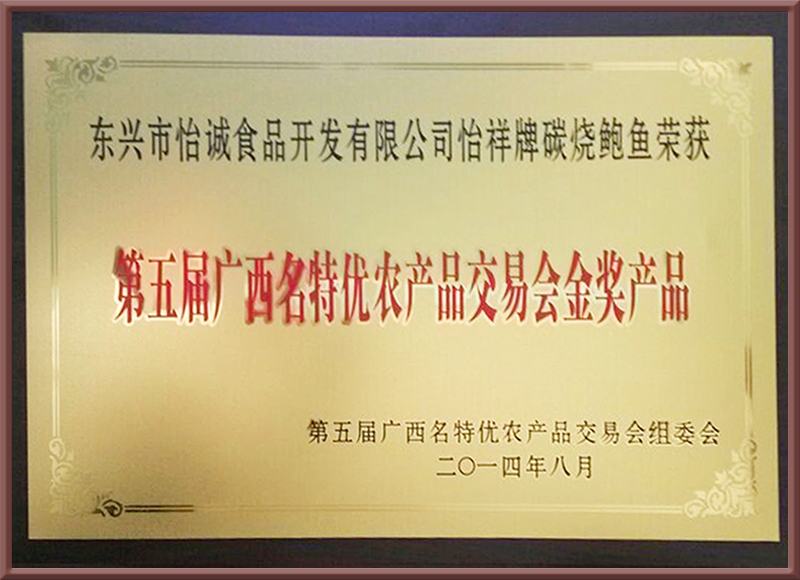 东兴市怡诚食品开发有限公司怡祥牌碳烧鲍鱼荣获
第五届广西名特优农产品交易会金奖产品
第五届广西名特优农产品交易会组委会
二〇一四年八月